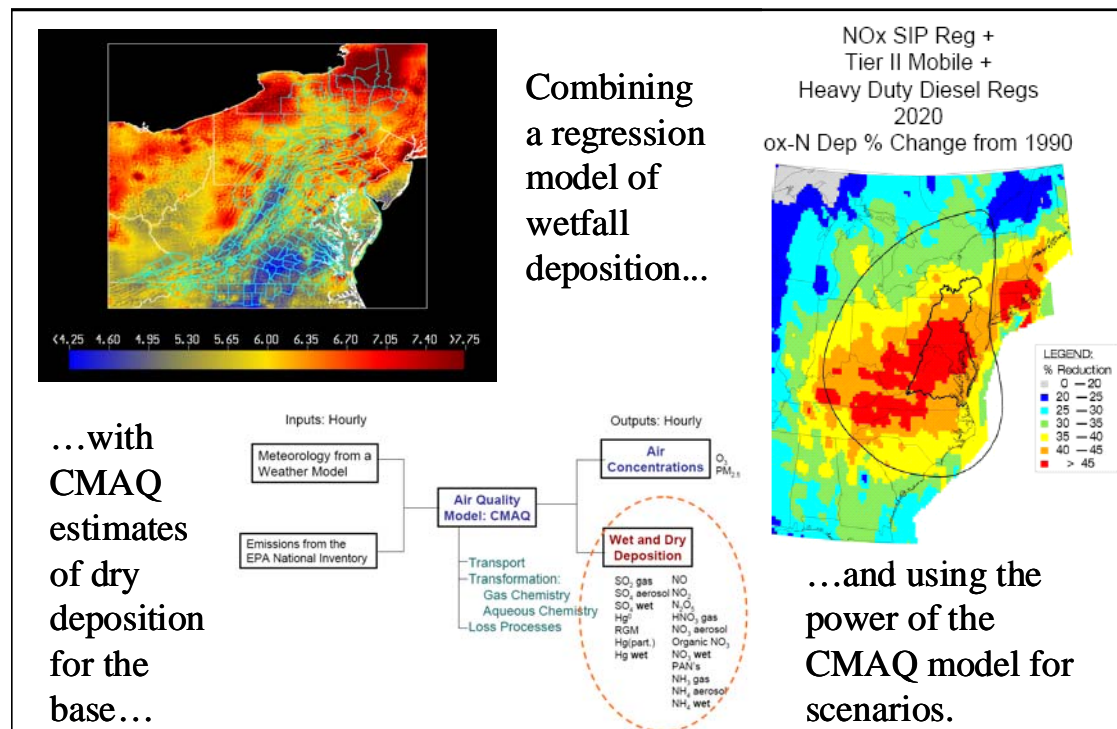 Combining
a regression
model of
wetfall
deposition...
NOx SIP Reg +
Tier II Mobile +
Heavy Duty Diesel Regs
2020
ox-N Dep % Change from 1990
<4.25 4.60 4.95 5.30 5.65 6.00 6.35 6.70 7.05 7.40 >7.75
LEGEND:
% Reduction
0 — 20
20 — 25
25 — 30
30 — 35
35 — 40
40 — 45
> 45
…with
CMAQ
estimates
of dry
deposition
for the
base…
Inputs: Hourly
Meteorology from a
Weather Model
Emissions from the
EPA National Inventory
Air Quality
Model: CMAQ
Transport
Transformation:
Gas Chemistry
Aqueous Chemistry
Loss Processes
Outputs: Hourly
Air
Concentrations
O₃
PM₂.₅
Wet and Dry
Deposition
SO₂ gas
SO₄ aerosol
SO₄ wet
Hg⁰
RGM
Hg(part.)
Hg wet
NO
NO₂
N₂O₅
HNO₃ gas
NO₃ aerosol
Organic NO₃
NO₃ wet
PAN's
NH₃ gas
NH₄ aerosol
NH₄ wet
…and using the
power of the
CMAQ model for
scenarios.